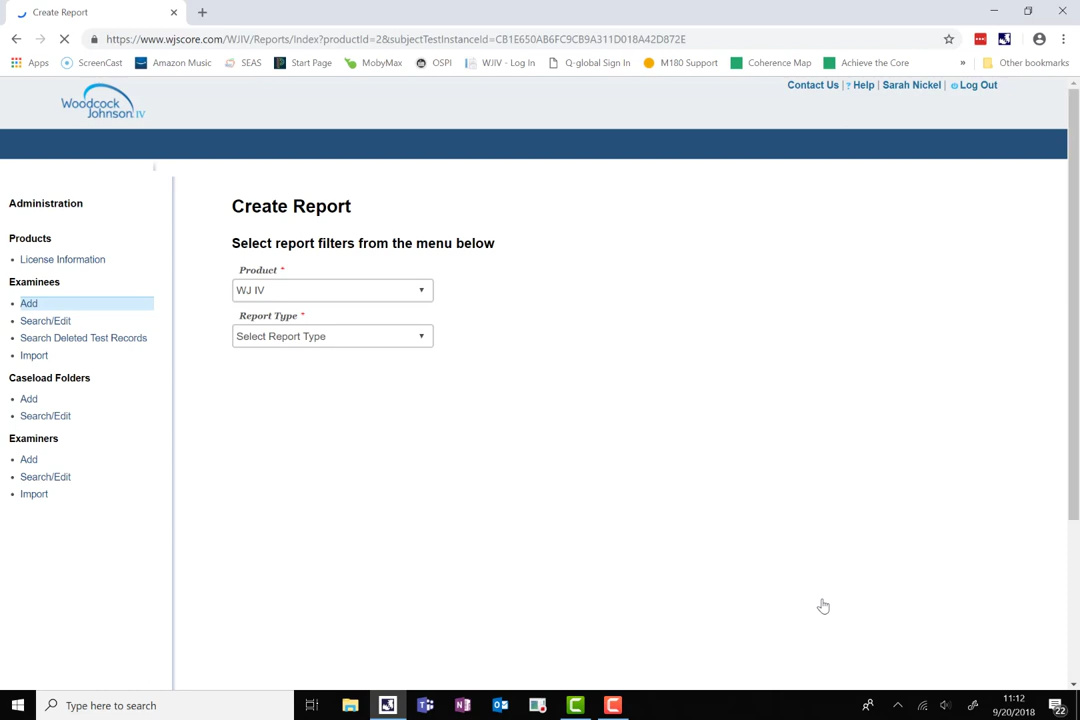 Create Report
https://www.wjscore.com/WJIV/Reports/Index?productId=2&subjectTestInstanceId=CB1E650AB6FC9CB9A311D018A42D872E
Apps ScreenCast Amazon Music SEAS Start Page MobyMax OSPI WJIV - Log In Q-global Sign In M180 Support Coherence Map Achieve the Core » Other bookmarks
Contact Us | ? Help | Sarah Nickel | Log Out
Woodcock
Johnson IV
Administration
Products
• License Information
Examinees
• Add
• Search/Edit
• Search Deleted Test Records
• Import
Caseload Folders
• Add
• Search/Edit
Examiners
• Add
• Search/Edit
• Import
Create Report
Select report filters from the menu below
Product *
WJ IV
Report Type *
Select Report Type
Type here to search
11:12
9/20/2018
22